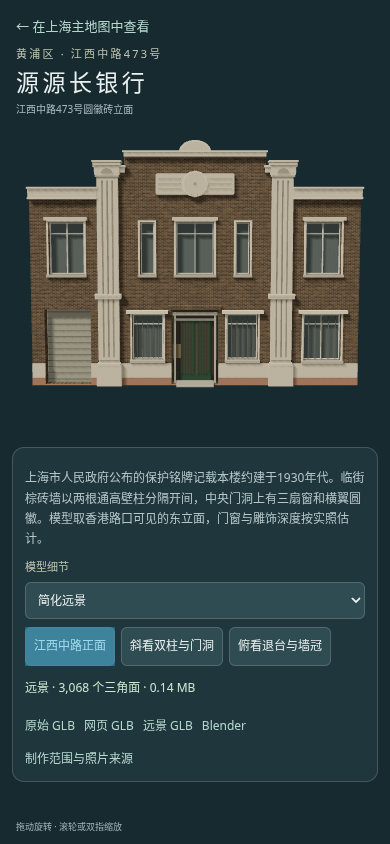 ← 在上海主地图中查看
黄浦区 · 江西中路473号
源源长银行
江西中路473号圆徽砖立面
上海市人民政府公布的保护铭牌记载本楼约建于1930年代。临街
棕砖墙以两根通高壁柱分隔开间，中央门洞上有三扇窗和横翼圆
徽。模型取香港路口可见的东立面，门窗与雕饰深度按实照估
计。
模型细节
简化远景
江西中路正面 斜看双柱与门洞 俯看退台与墙冠
远景 · 3,068 个三角面 · 0.14 MB
原始 GLB 网页 GLB 远景 GLB Blender
制作范围与照片来源
拖动旋转 · 滚轮或双指缩放